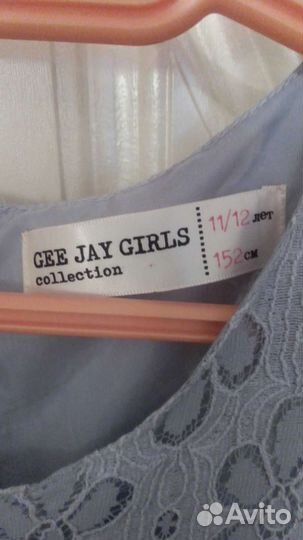 GEE JAY GIRLS
collection
11/12 лет
152 см
Avito